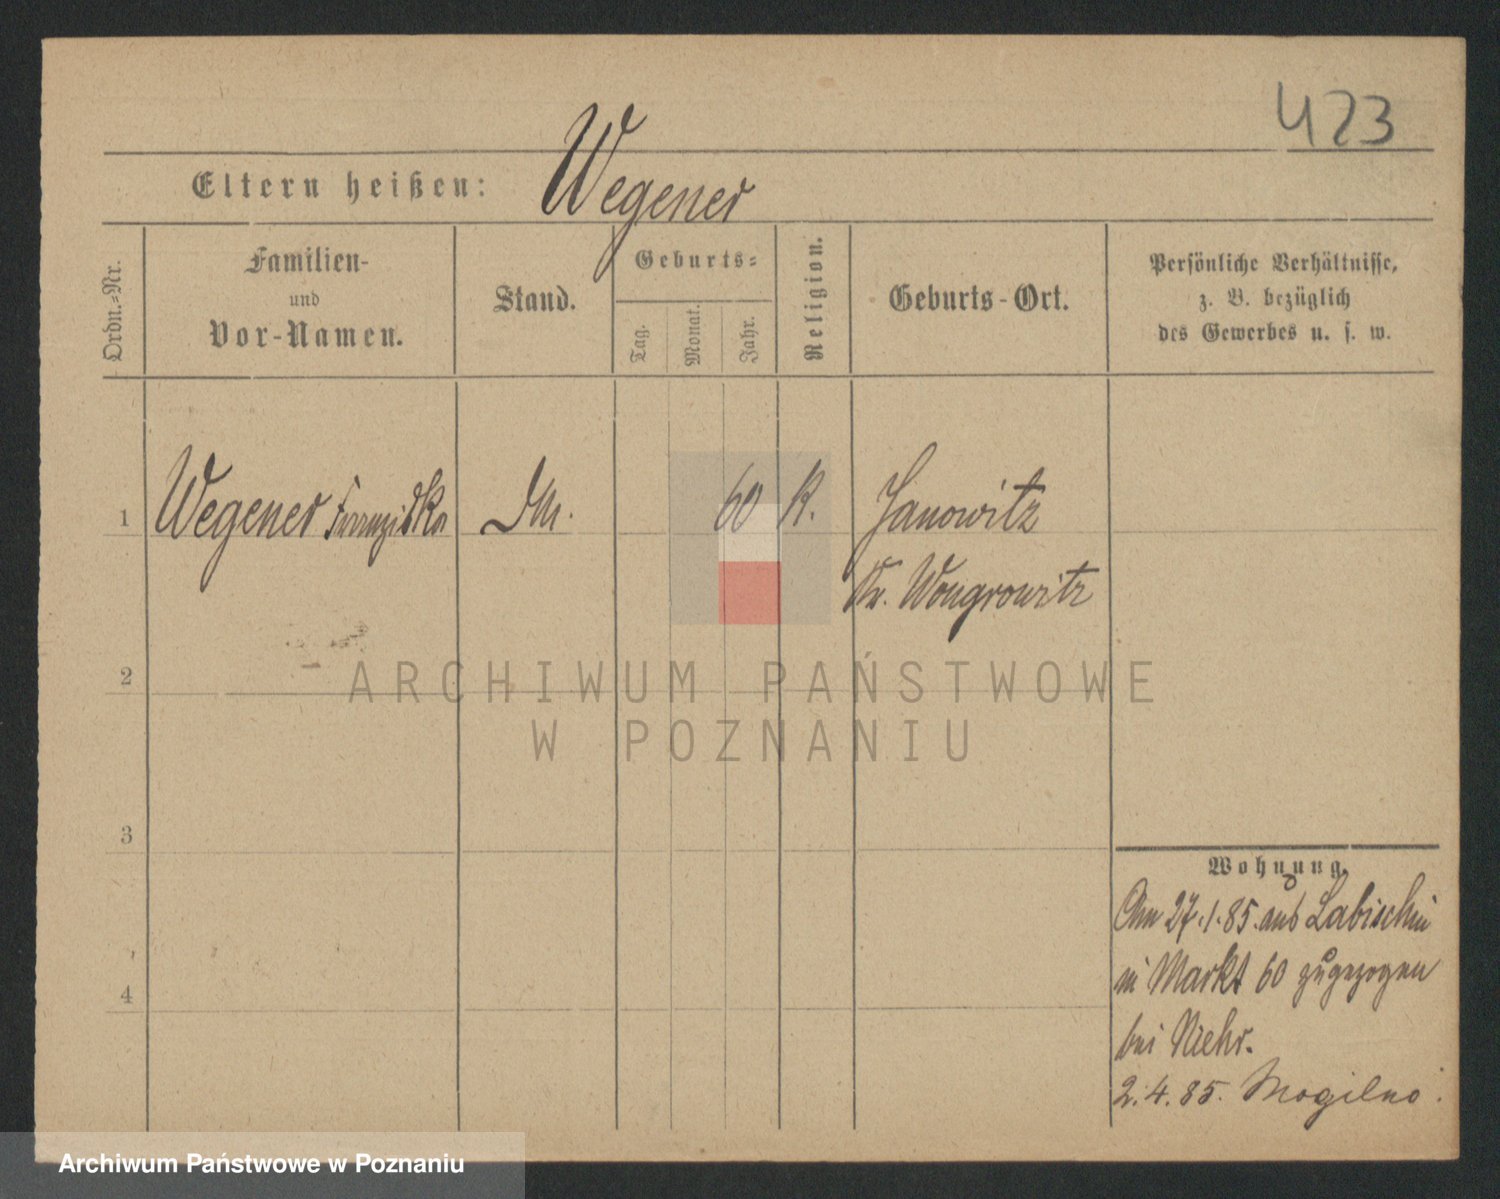 423
Eltern heißen: Wegener
Ordn.-Nr.
Familien-
und
Vor-Namen.
Stand.
Geburts-
Tag.
Monat.
Jahr.
Religion.
Geburts-Ort.
Persönliche Verhältnisse,
z. B. bezüglich
des Gewerbes u. s. w.
1 Wegener Franziska 60 K. Janowitz
Kr. Wongrowitz
2
3
4
Wohnung.
Am 27.1.85. aus Labischin
in Markt 60 zugezogen
bei Niehr.
2.4.85. Mogilno.
ARCHIWUM PAŃSTWOWE
W POZNANIU
Archiwum Państwowe w Poznaniu